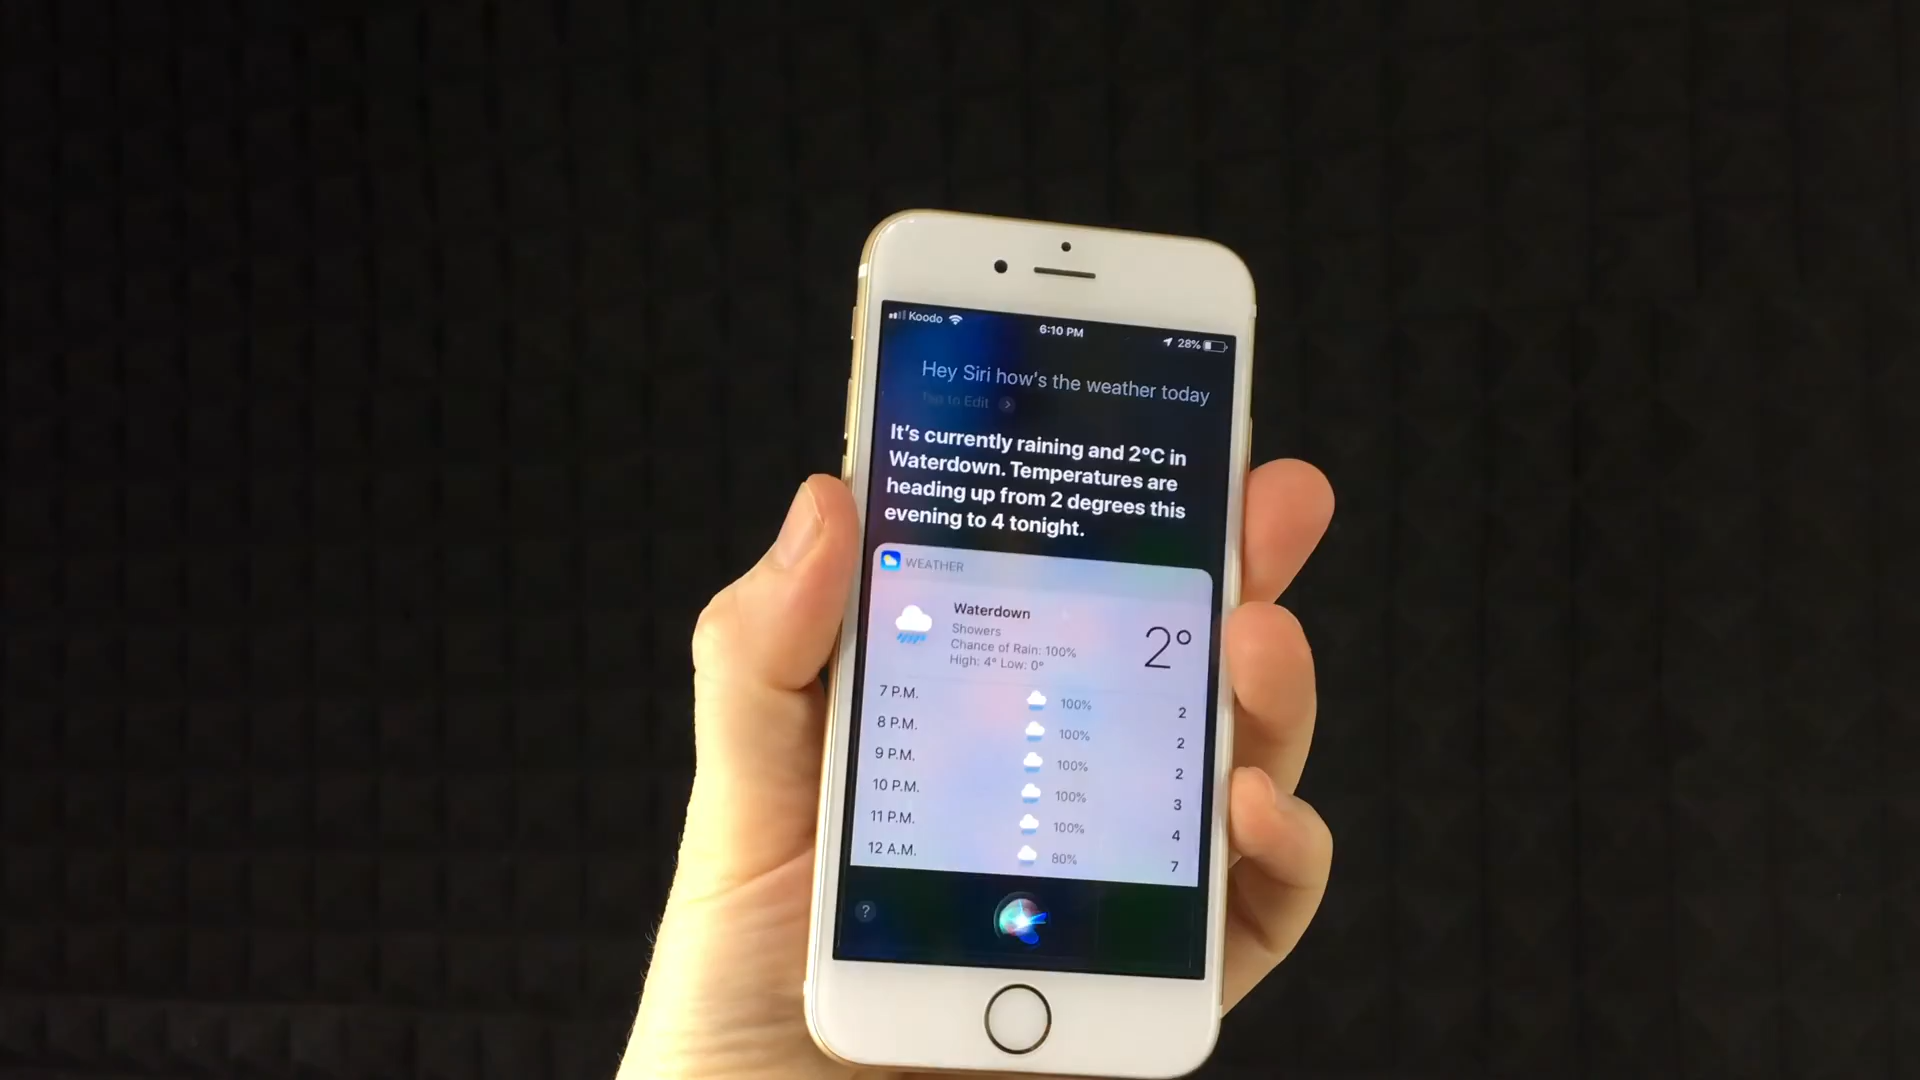 Koodo
6:10 PM
28%
Hey Siri how's the weather today
Tap to Edit
It's currently raining and 2°C in
Waterdown. Temperatures are
heading up from 2 degrees this
evening to 4 tonight.
WEATHER
Waterdown
Showers
Chance of Rain: 100%
High: 4° Low: 0°
2°
7 P.M. 100% 2
8 P.M. 100% 2
9 P.M. 100% 2
10 P.M. 100% 3
11 P.M. 100% 4
12 A.M. 80% 7
?